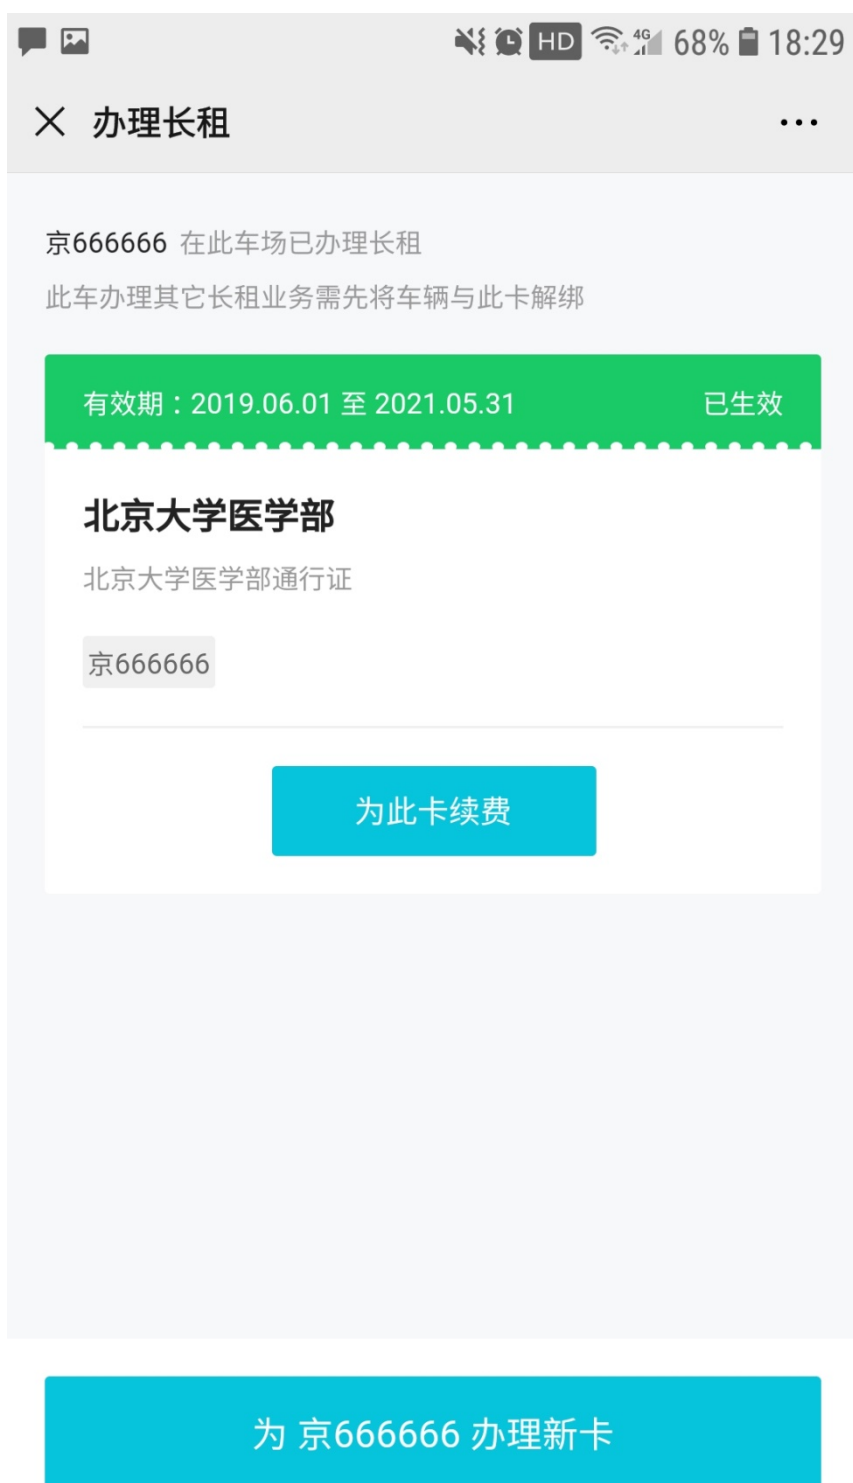 HD 4G 68% 18:29
办理长租
京666666 在此车场已办理长租
此车办理其它长租业务需先将车辆与此卡解绑
有效期：2019.06.01 至 2021.05.31 已生效
北京大学医学部
北京大学医学部通行证
京666666
为此卡续费
为 京666666 办理新卡